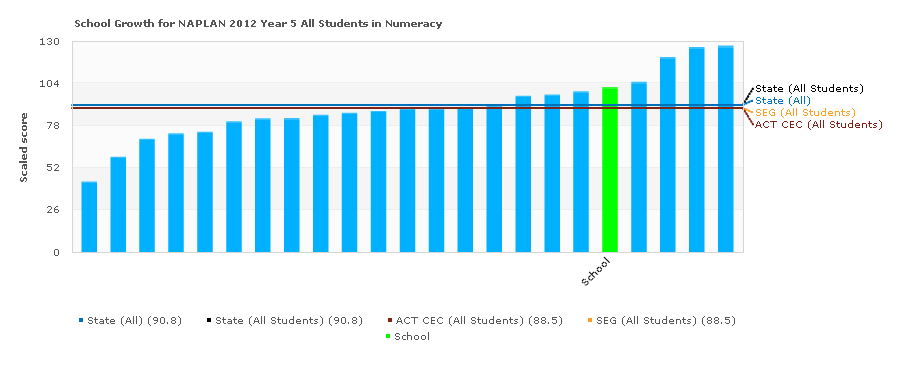 School Growth for NAPLAN 2012 Year 5 All Students in Numeracy
130
104
78
52
26
0
Scaled score
State (All Students)
State (All)
SEG (All Students)
ACT CEC (All Students)
School
State (All) (90.8) State (All Students) (90.8) ACT CEC (All Students) (88.5) SEG (All Students) (88.5)
School